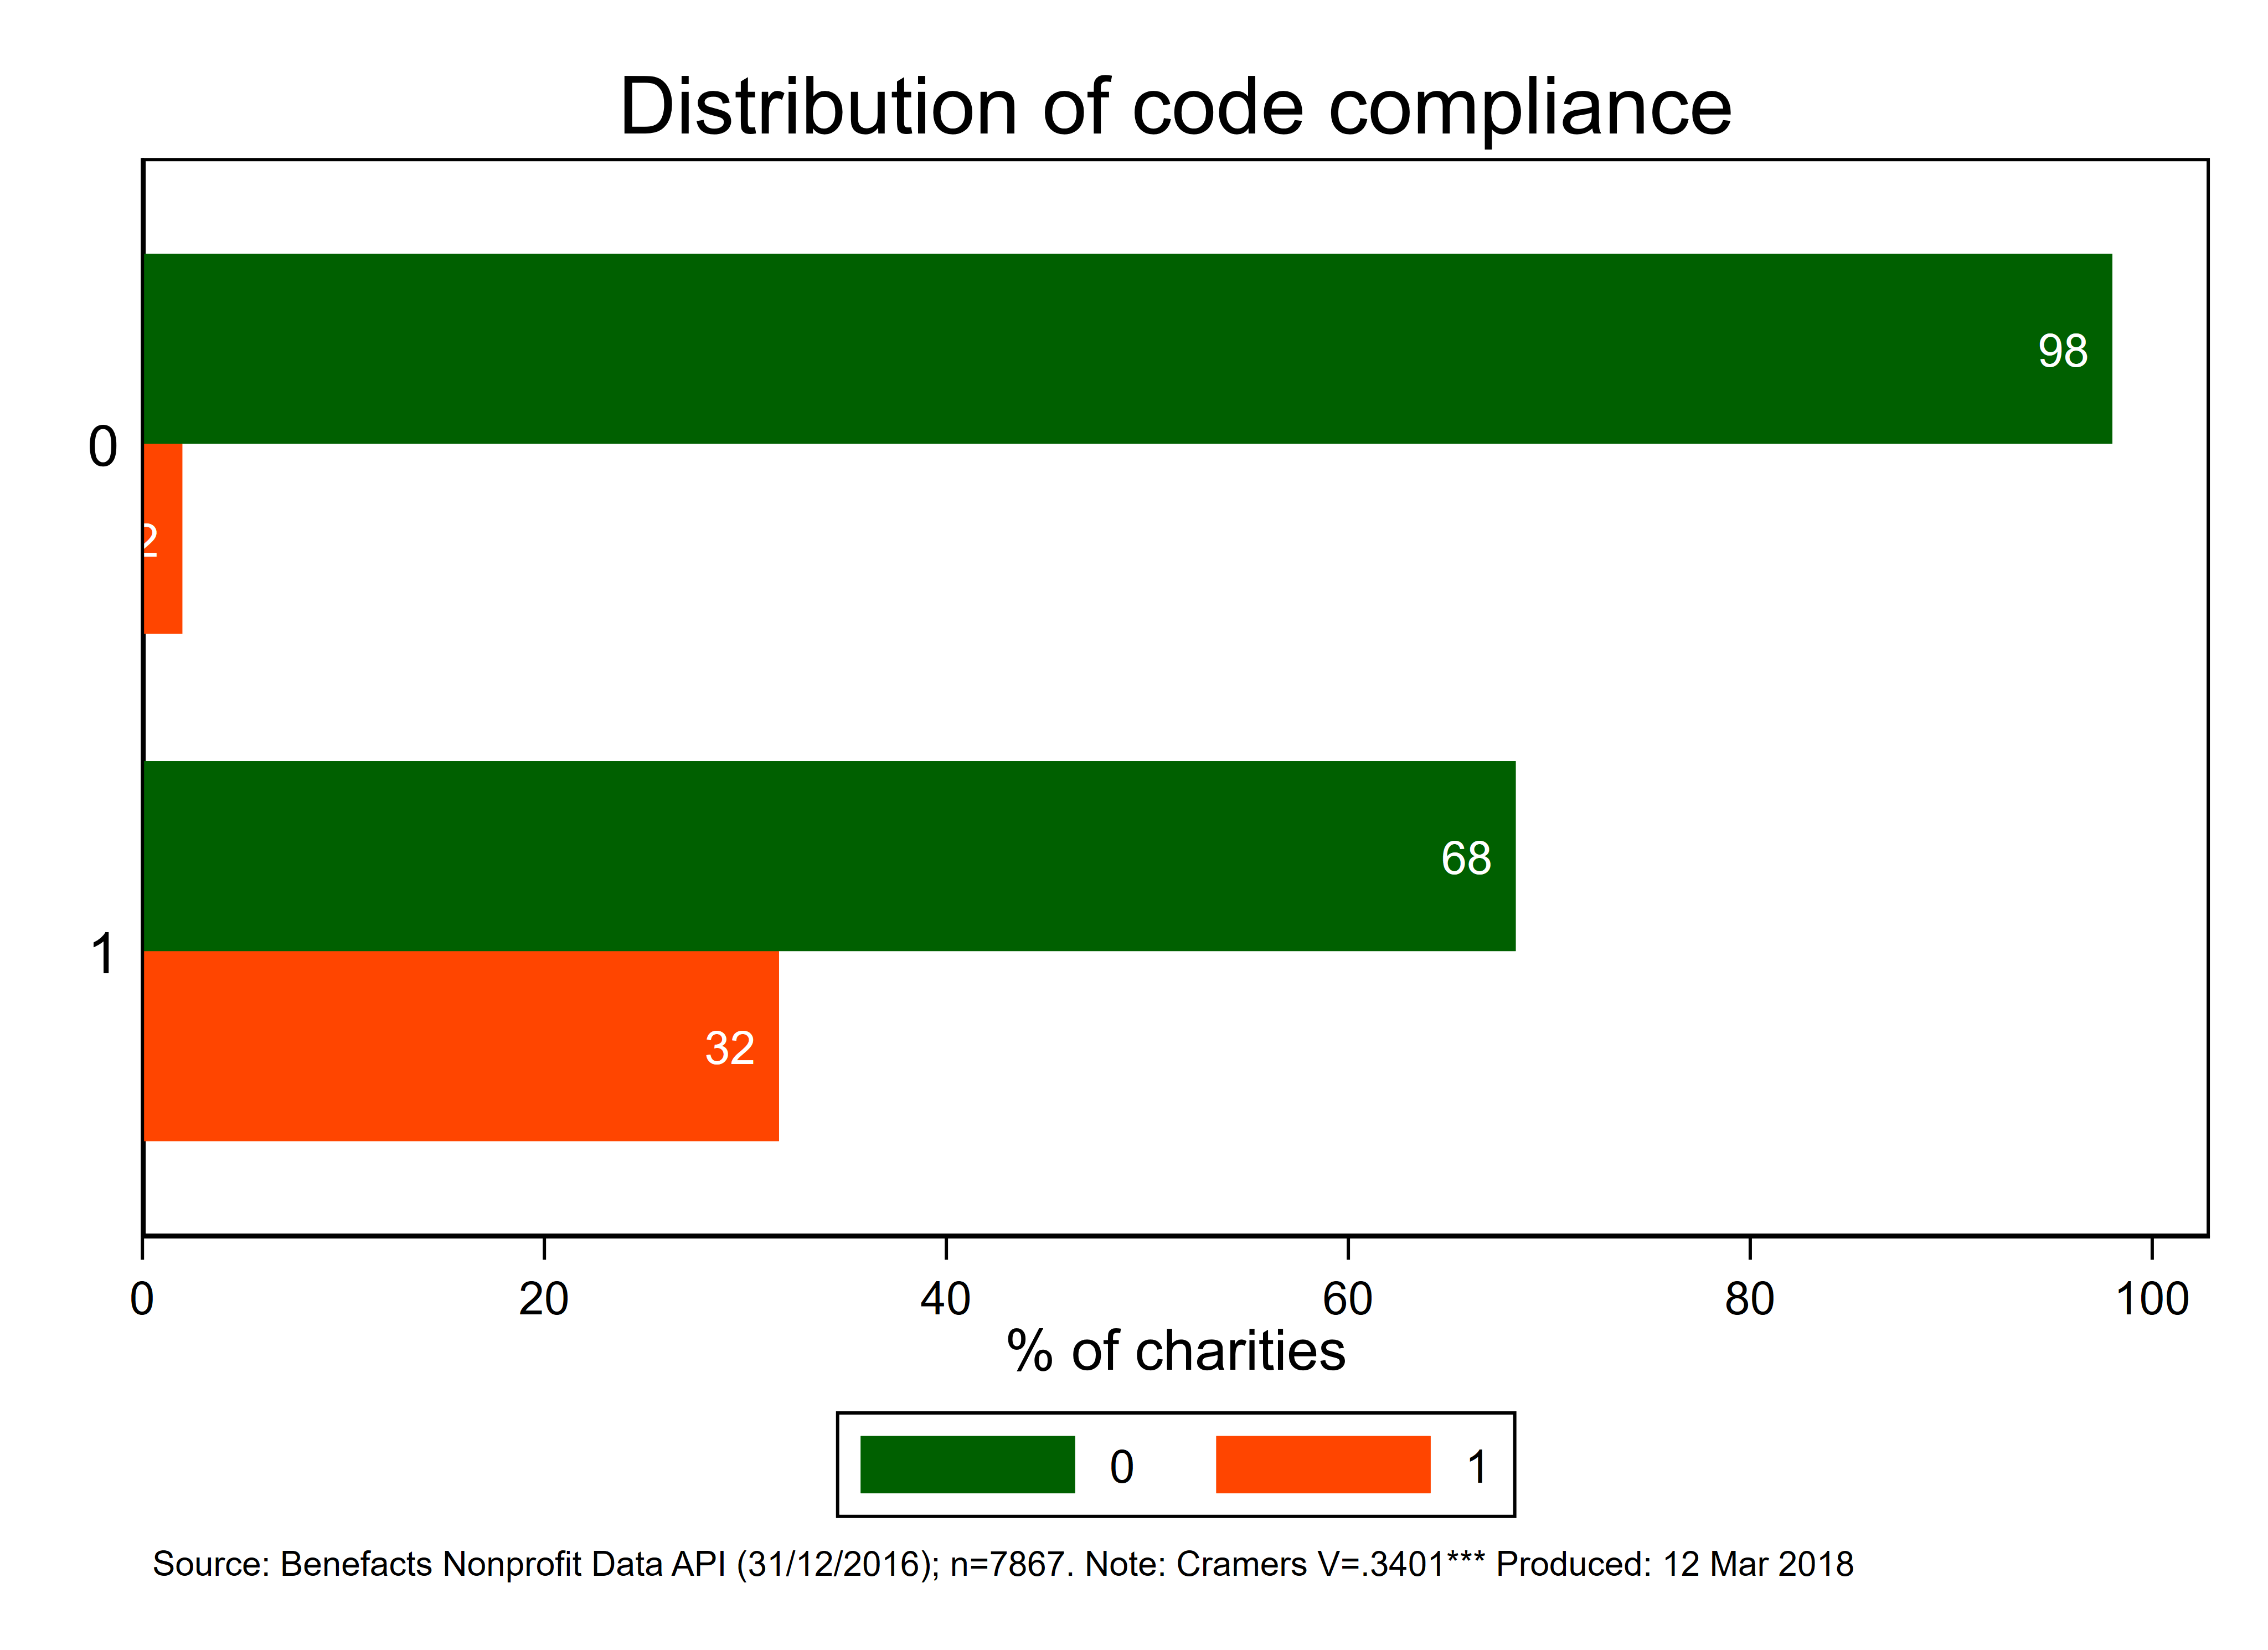 Distribution of code compliance
98
0
2
68
1
32
0 20 40 60 80 100
% of charities
0 1
Source: Benefacts Nonprofit Data API (31/12/2016); n=7867. Note: Cramers V=.3401*** Produced: 12 Mar 2018